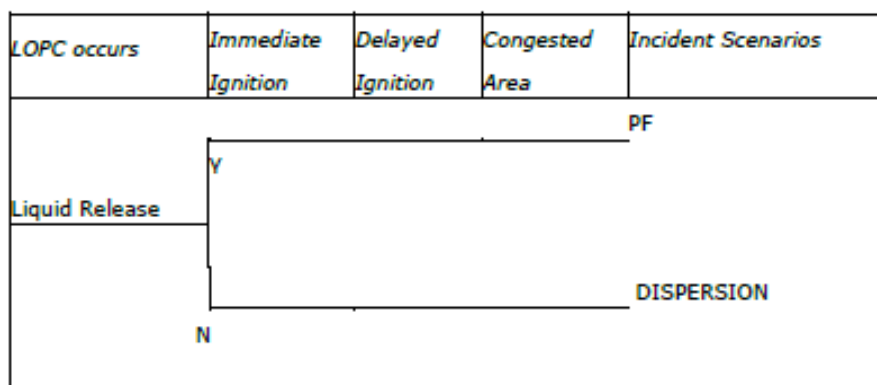 LOPC occurs
Immediate Ignition
Delayed Ignition
Congested Area
Incident Scenarios
PF
Y
Liquid Release
DISPERSION
N